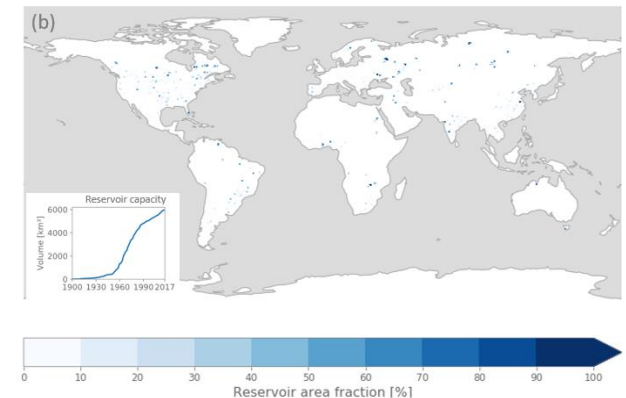 (b)
Reservoir capacity
Volume [km³]
6000
4000
2000
0
1900 1930 1960 1990 2017
0 10 20 30 40 50 60 70 80 90 100
Reservoir area fraction [%]